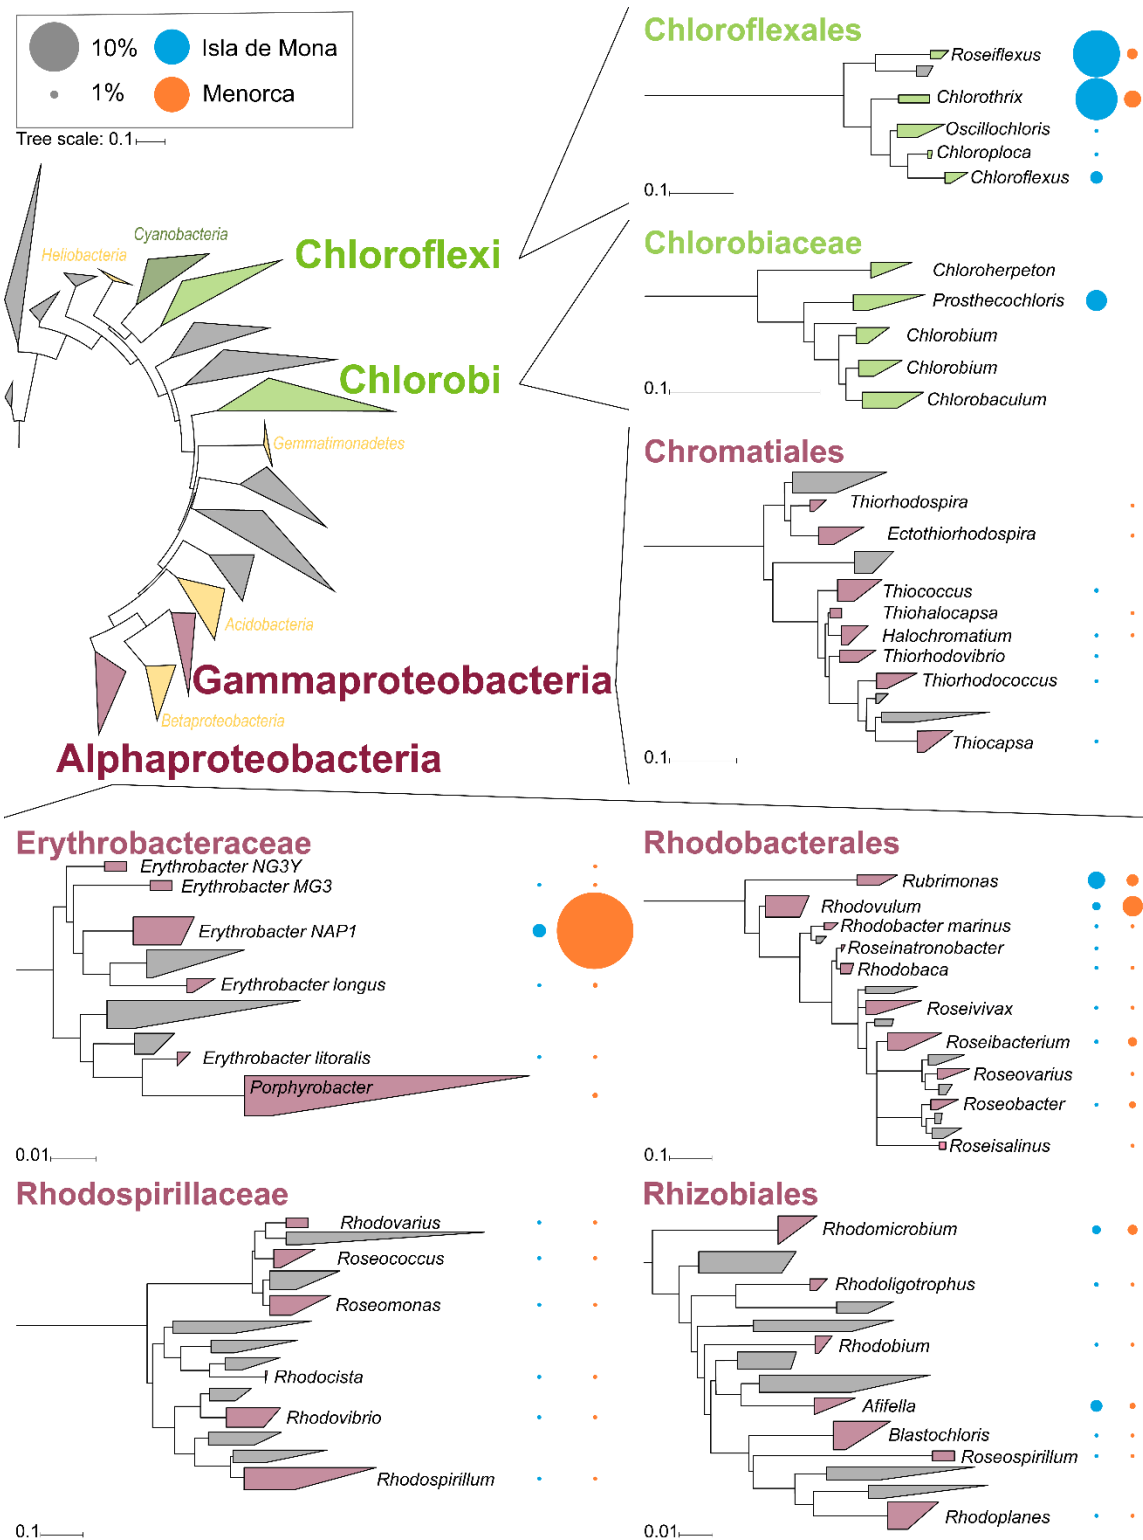 10% Isla de Mona
1% Menorca
Tree scale: 0.1
Heliobacteria
Cyanobacteria
Chloroflexi
Chlorobi
Gemmatimonadetes
Acidobacteria
Gammaproteobacteria
Betaproteobacteria
Alphaproteobacteria
Chloroflexales
Roseiflexus
Chlorothrix
Oscillochloris
Chloroploca
Chloroflexus
0.1
Chlorobiaceae
Chloroherpeton
Prosthecochloris
Chlorobium
Chlorobium
0.1
Chlorobaculum
Chromatiales
Thiorhodospira
Ectothiorhodospira
Thiococcus
Thiohalocapsa
Halochromatium
Thiorhodovibrio
Thiorhodococcus
Thiocapsa
0.1
Erythrobacteraceae
Erythrobacter NG3Y
Erythrobacter MG3
Erythrobacter NAP1
Erythrobacter longus
Erythrobacter litoralis
Porphyrobacter
0.01
Rhodobacterales
Rubrimonas
Rhodovulum
Rhodobacter marinus
Roseinatronobacter
Rhodobaca
Roseivivax
Roseibacterium
Roseovarius
Roseobacter
Roseisalinus
0.1
Rhodospirillaceae
Rhodovarius
Roseococcus
Roseomonas
Rhodocista
Rhodovibrio
Rhodospirillum
0.1
Rhizobiales
Rhodomicrobium
Rhodoligotrophus
Rhodobium
Afifella
Blastochloris
Roseospirillum
Rhodoplanes
0.01